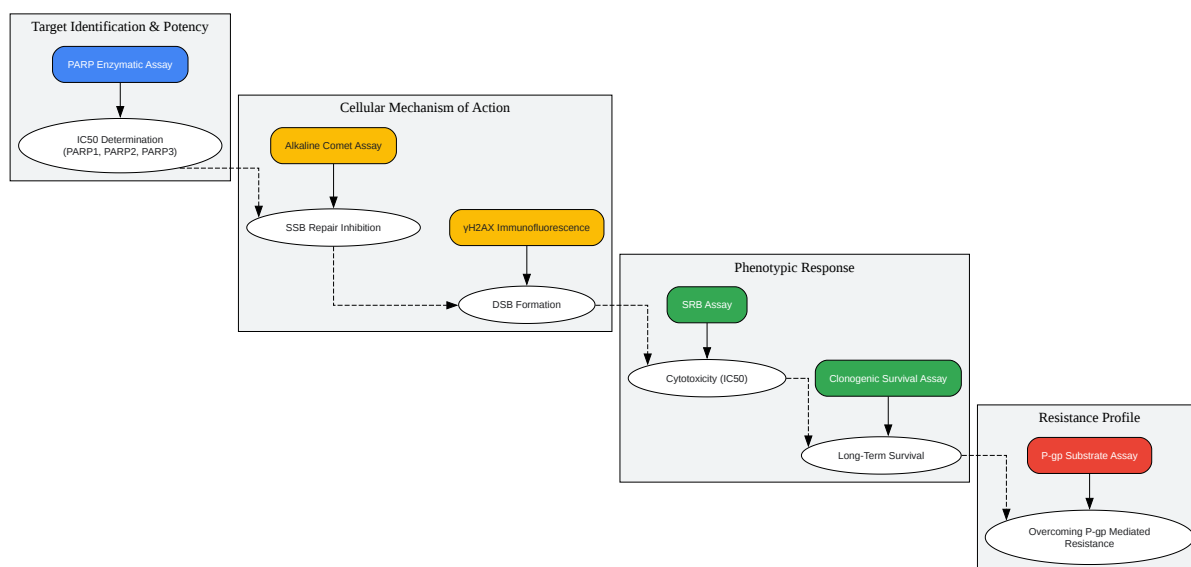 Target Identification & Potency
PARP Enzymatic Assay
IC50 Determination
(PARP1, PARP2, PARP3)
Cellular Mechanism of Action
Alkaline Comet Assay
SSB Repair Inhibition
γH2AX Immunofluorescence
DSB Formation
Phenotypic Response
SRB Assay
Cytotoxicity (IC50)
Clonogenic Survival Assay
Long-Term Survival
Resistance Profile
P-gp Substrate Assay
Overcoming P-gp Mediated
Resistance